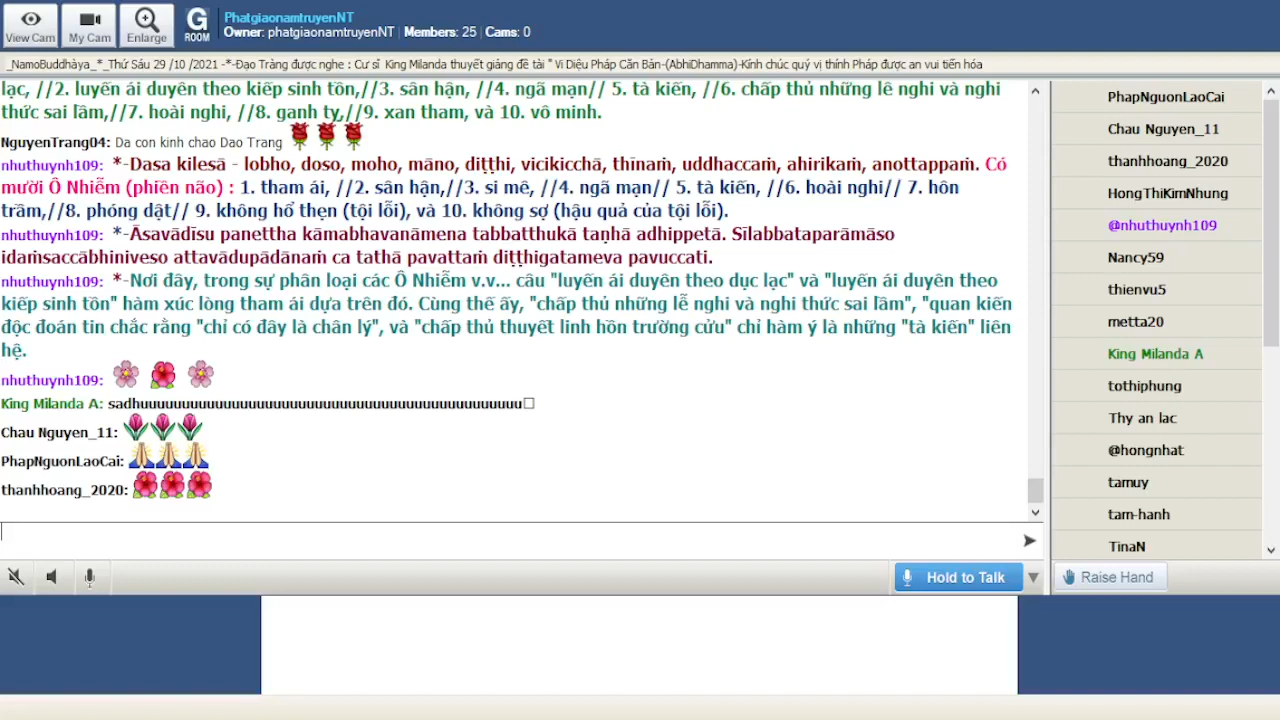 PhatgiaonamtruyenNT
Owner: phatgiaonamtruyenNT | Members: 25 | Cams: 0
View Cam
My Cam
Enlarge
G
ROOM
_NamoBuddhàya_*_Thứ Sáu 29 /10 /2021 -*-Đạo Tràng được nghe : Cư sĩ King Milanda thuyết giảng đề tài " Vi Diệu Pháp Căn Bản-(AbhiDhamma)-Kính chúc quý vị thính Pháp được an vui tiến hóa
lạc, //2. luyến ái duyên theo kiếp sinh tồn,//3. sân hận, //4. ngã mạn// 5. tà kiến, //6. chấp thủ những lễ nghi và nghi
thức sai lầm,//7. hoài nghi, //8. ganh tỵ,//9. xan tham, và 10. vô minh.
NguyenTrang04: Da con kinh chao Dao Trang
nhuthuynh109: *-Dasa kilesā - lobho, doso, moho, māno, diṭṭhi, vicikicchā, thīnaṁ, uddhaccaṁ, ahirikaṁ, anottappaṁ. Có
mười Ô Nhiễm (phiền não) : 1. tham ái, //2. sân hận,//3. si mê, //4. ngã mạn// 5. tà kiến, //6. hoài nghi// 7. hôn
trầm,//8. phóng dật// 9. không hổ thẹn (tội lỗi), và 10. không sợ (hậu quả của tội lỗi).
nhuthuynh109: *-Āsavādīsu panettha kāmabhavanāmena tabbatthukā taṇhā adhippetā. Sīlabbataparāmāso
idaṁsaccābhiniveso attavādupādānaṁ ca tathā pavattaṁ diṭṭhigatameva pavuccati.
nhuthuynh109: *-Nơi đây, trong sự phân loại các Ô Nhiễm v.v... câu "luyến ái duyên theo dục lạc" và "luyến ái duyên theo
kiếp sinh tồn" hàm xúc lòng tham ái dựa trên đó. Cùng thế ấy, "chấp thủ những lễ nghi và nghi thức sai lầm", "quan kiến
độc đoán tin chắc rằng "chỉ có đây là chân lý", và "chấp thủ thuyết linh hồn trường cửu" chỉ hàm ý là những "tà kiến" liên
hệ.
nhuthuynh109:
King Milanda A: sadhuuuuuuuuuuuuuuuuuuuuuuuuuuuuuuuuuuuuuuuuuuuu□
Chau Nguyen_11:
PhapNguonLaoCai:
thanhhoang_2020:
Hold to Talk
PhapNguonLaoCai
Chau Nguyen_11
thanhhoang_2020
HongThiKimNhung
@nhuthuynh109
Nancy59
thienvu5
metta20
King Milanda A
tothiphung
Thy an lac
@hongnhat
tamuy
tam-hanh
TinaN
Raise Hand